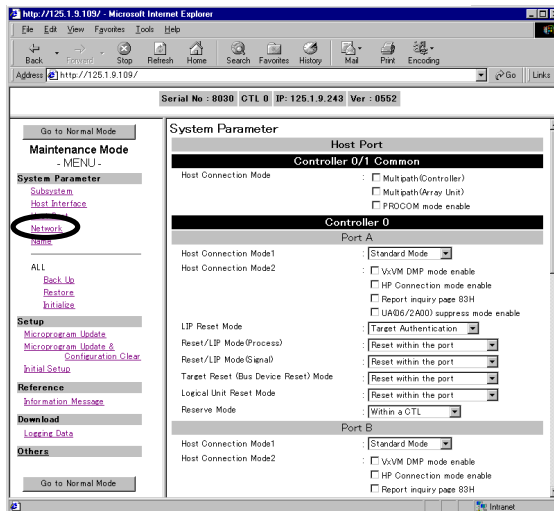 http://125.1.9.109/ - Microsoft Internet Explorer
File Edit View Favorites Tools Help
Back Forward Stop Refresh Home Search Favorites History Mail Print Encoding
Address http://125.1.9.109/ Go Links
Serial No : 8030 CTL 0 IP: 125.1.9.243 Ver : 0552
Go to Normal Mode
Maintenance Mode
- MENU -
System Parameter
Subsystem
Host Interface
Network
Name
ALL
Back Up
Restore
Initialize
Setup
Microprogram Update
Microprogram Update &
Configuration Clear
Initial Setup
Reference
Information Message
Download
Logging Data
Others
Go to Normal Mode
System Parameter
Host Port
Controller 0/1 Common
Host Connection Mode : Multipath(Controller)
Multipath(Array Unit)
PROCOM mode enable
Controller 0
Port A
Host Connection Mode1 : Standard Mode
Host Connection Mode2 : VxVM DMP mode enable
HP Connection mode enable
Report inquiry page 83H
UA(06/2A00) suppress mode enable
LIP Reset Mode : Target Authentication
Reset/LIP Mode(Process) : Reset within the port
Reset/LIP Mode(Signal) : Reset within the port
Target Reset (Bus Device Reset) Mode : Reset within the port
Logical Unit Reset Mode : Reset within the port
Reserve Mode : Within a CTL
Port B
Host Connection Mode1 : Standard Mode
Host Connection Mode2 : VxVM DMP mode enable
HP Connection mode enable
Report inquiry page 83H
Intranet